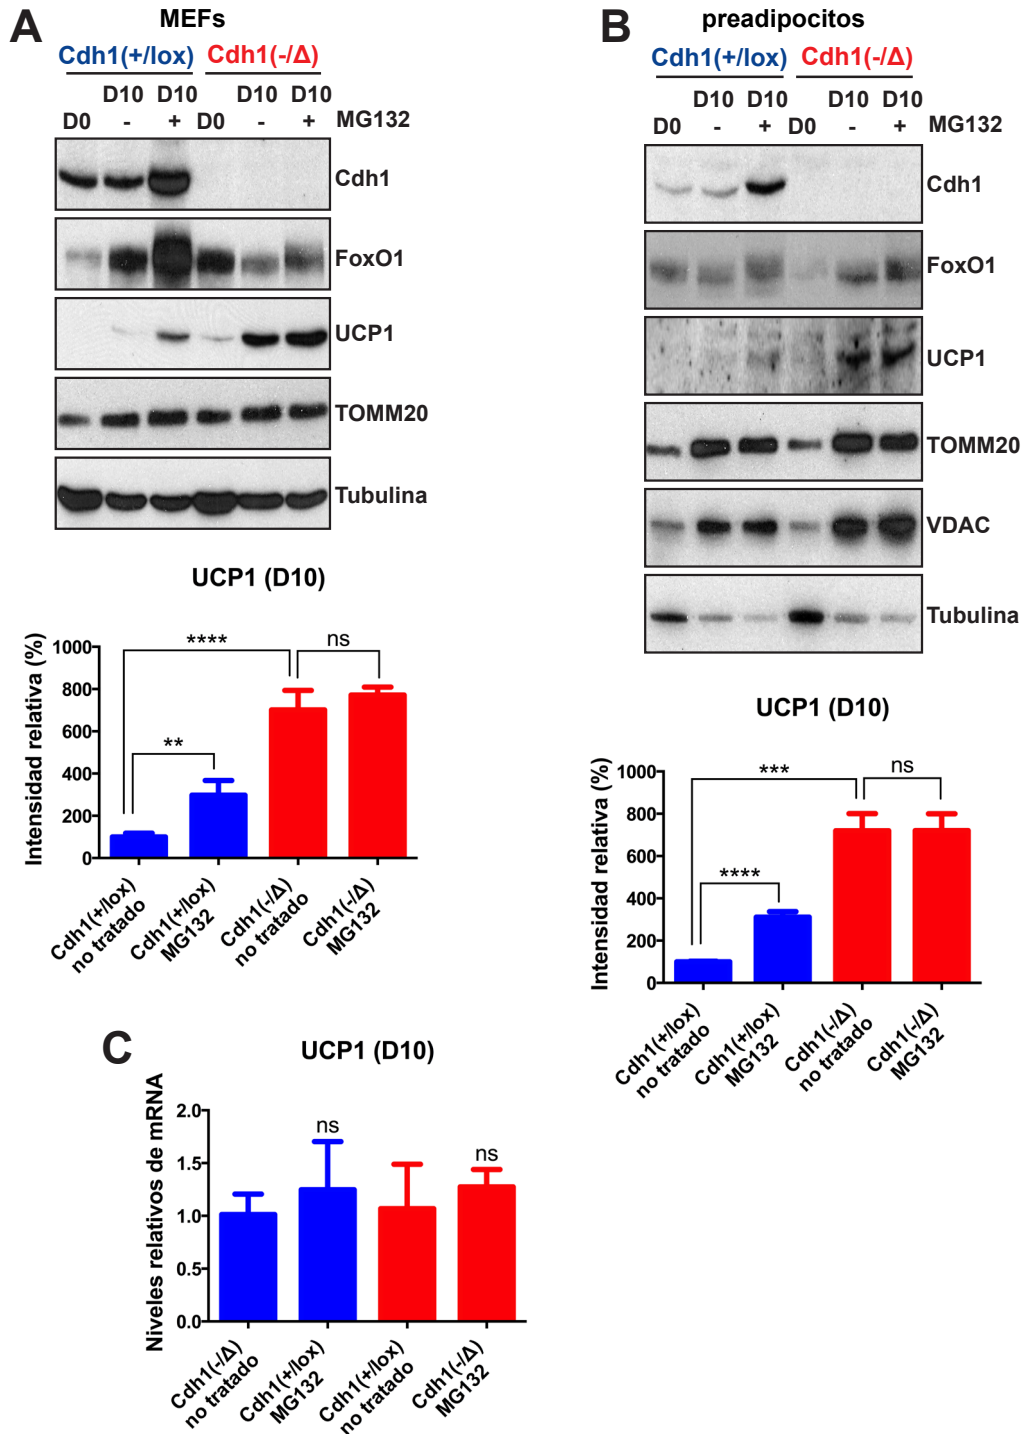 A
MEFs
Cdh1(+/lox) Cdh1(-/Δ)
D10 D10 D10 D10
D0 - + D0 - + MG132
Cdh1
FoxO1
UCP1
TOMM20
Tubulina
UCP1 (D10)
Intensidad relativa (%)
1000
800
600
400
200
0
****
**
ns
Cdh1(+/lox)
no tratado
Cdh1(+/lox)
MG132
Cdh1(-/Δ)
no tratado
Cdh1(-/Δ)
MG132
B
preadipocitos
Cdh1(+/lox) Cdh1(-/Δ)
D10 D10 D10 D10
D0 - + D0 - + MG132
Cdh1
FoxO1
UCP1
TOMM20
VDAC
Tubulina
UCP1 (D10)
Intensidad relativa (%)
1000
800
600
400
200
0
***
****
ns
Cdh1(+/lox)
no tratado
Cdh1(+/lox)
MG132
Cdh1(-/Δ)
no tratado
Cdh1(-/Δ)
MG132
C
UCP1 (D10)
Niveles relativos de mRNA
2.0
1.5
1.0
0.5
0.0
ns
ns
Cdh1(-/Δ)
no tratado
Cdh1(+/lox)
MG132
Cdh1(+/lox)
no tratado
Cdh1(-/Δ)
MG132